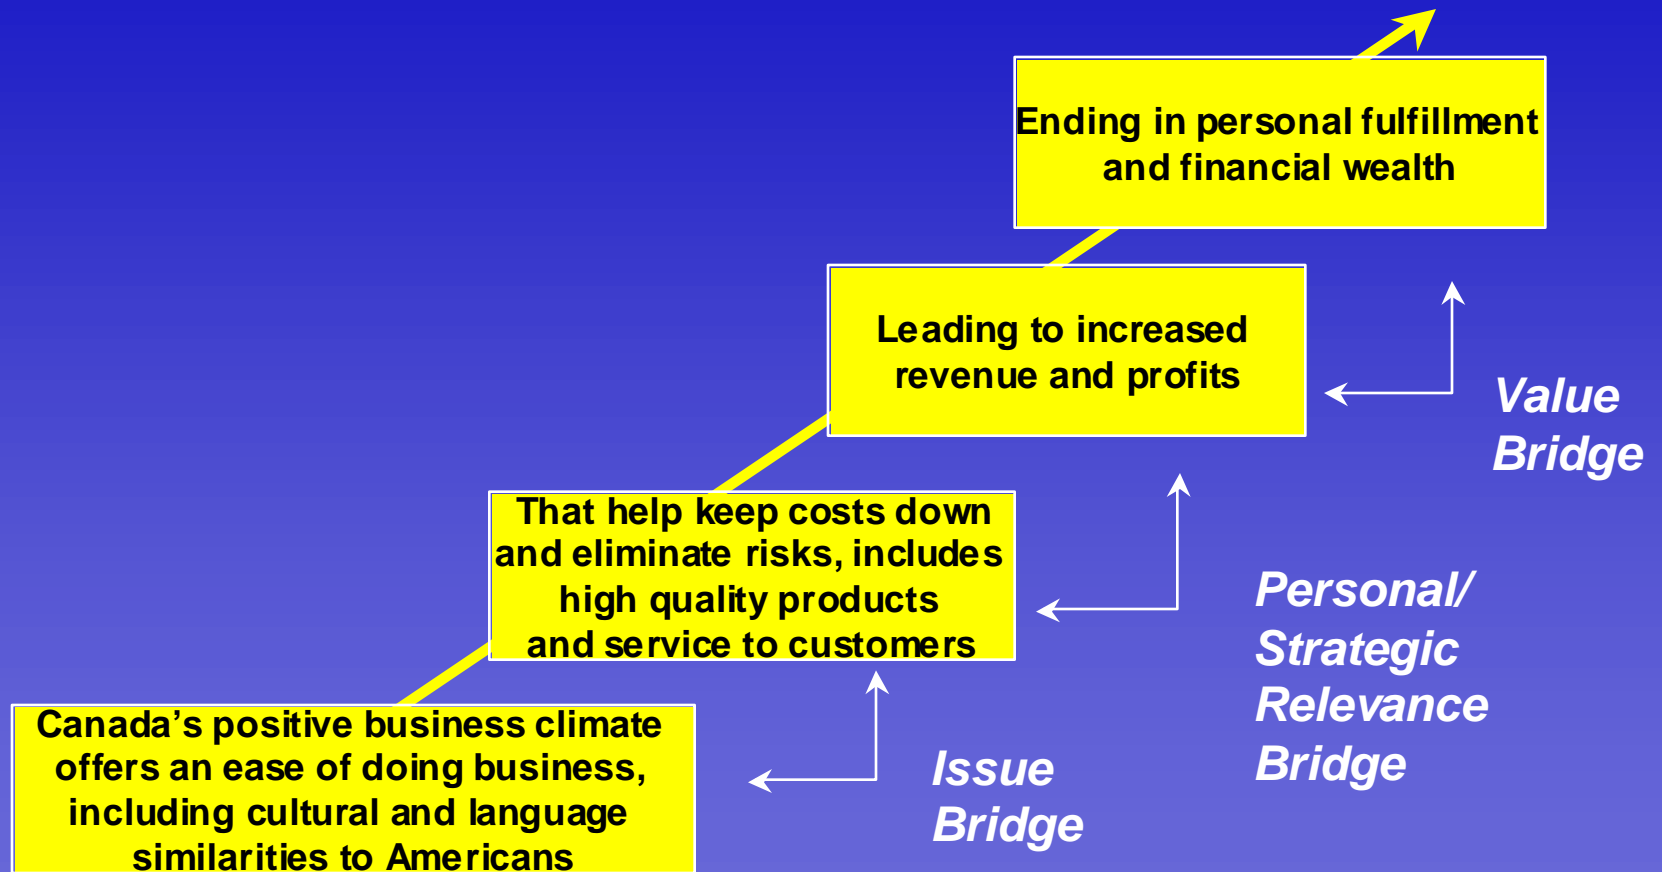 Ending in personal fulfillment
and financial wealth
Leading to increased
revenue and profits
Value
Bridge
That help keep costs down
and eliminate risks, includes
high quality products
and service to customers
Personal/
Strategic
Relevance
Bridge
Canada’s positive business climate
offers an ease of doing business,
including cultural and language
similarities to Americans
Issue
Bridge